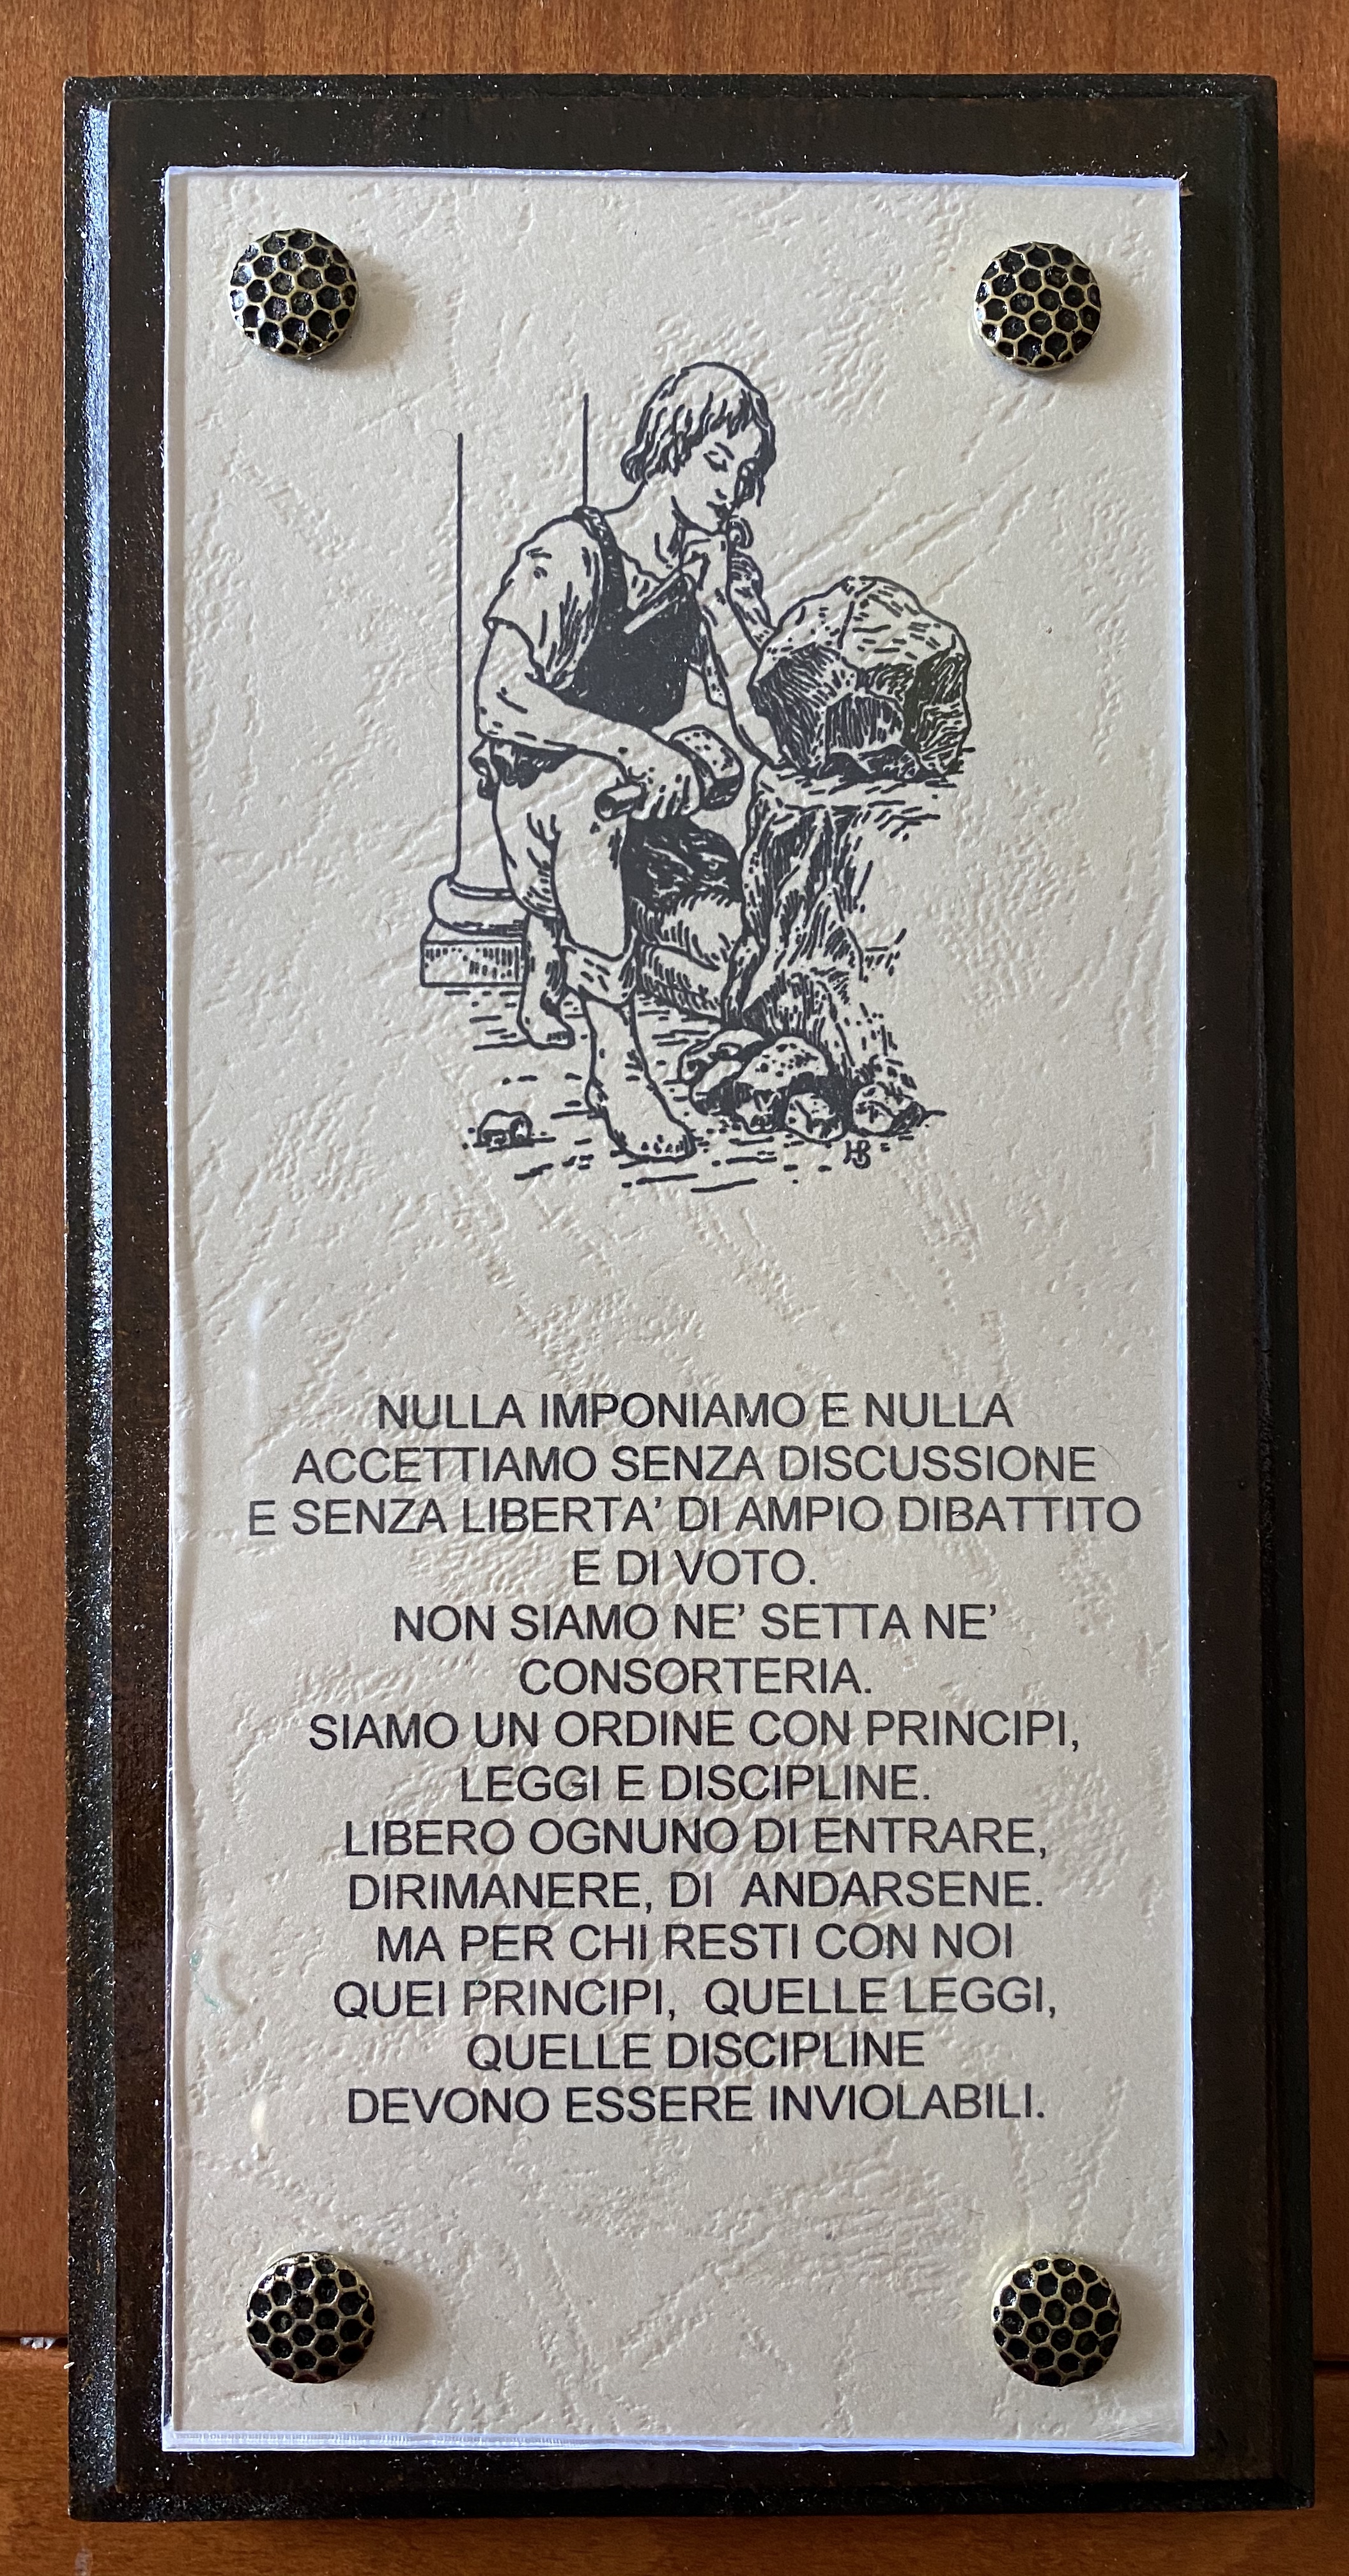 HB
NULLA IMPONIAMO E NULLA
ACCETTIAMO SENZA DISCUSSIONE
E SENZA LIBERTA’ DI AMPIO DIBATTITO
E DI VOTO.
NON SIAMO NE’ SETTA NE’
CONSORTERIA.
SIAMO UN ORDINE CON PRINCIPI,
LEGGI E DISCIPLINE.
LIBERO OGNUNO DI ENTRARE,
DIRIMANERE, DI  ANDARSENE.
MA PER CHI RESTI CON NOI
QUEI PRINCIPI,  QUELLE LEGGI,
QUELLE DISCIPLINE
DEVONO ESSERE INVIOLABILI.